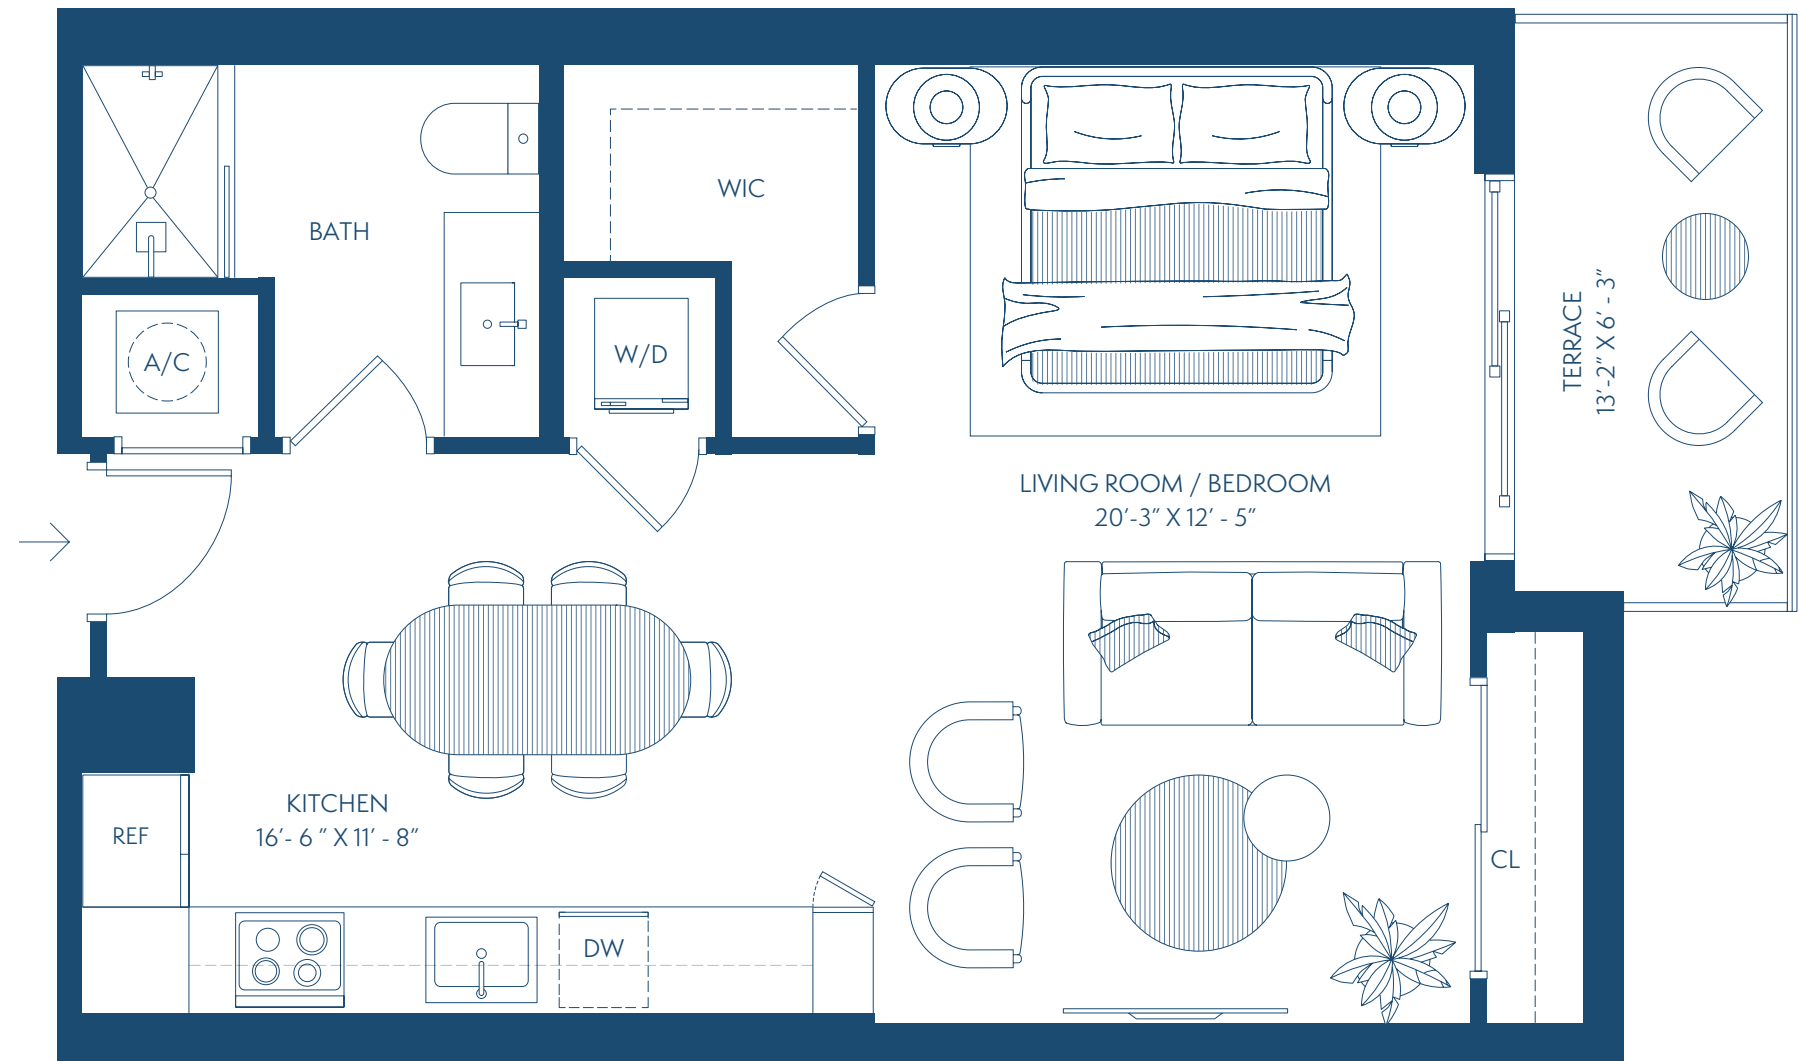 BATH
WIC
A/C
W/D
TERRACE
13’-2” X 6’ - 3”
LIVING ROOM / BEDROOM
20’-3” X 12’ - 5”
KITCHEN
16’- 6 ” X 11’ - 8”
REF
CL
DW